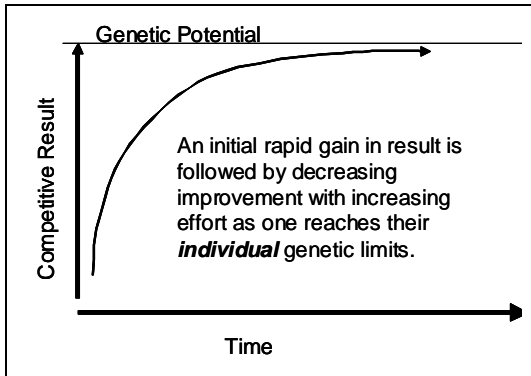 Genetic Potential
Competitive Result
An initial rapid gain in result is
followed by decreasing
improvement with increasing
effort as one reaches their
individual genetic limits.
Time